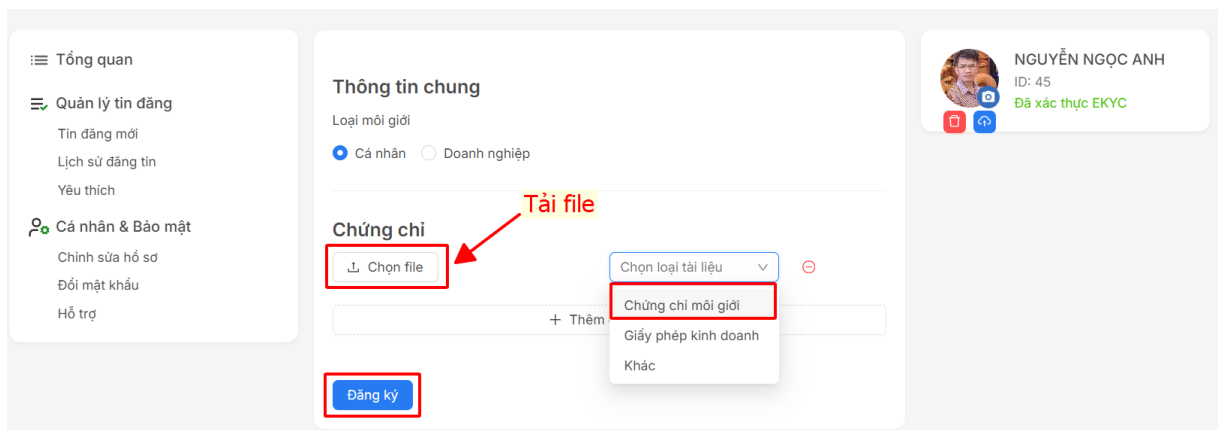 Tổng quan
Quản lý tin đăng
Tin đăng mới
Lịch sử đăng tin
Yêu thích
Cá nhân & Bảo mật
Chỉnh sửa hồ sơ
Đổi mật khẩu
Hỗ trợ
Thông tin chung
Loại môi giới
Cá nhân
Doanh nghiệp
Tải file
Chứng chỉ
Chọn file
Chọn loại tài liệu
Chứng chỉ môi giới
Giấy phép kinh doanh
Khác
+ Thêm
Đăng ký
NGUYỄN NGỌC ANH
ID: 45
Đã xác thực EKYC